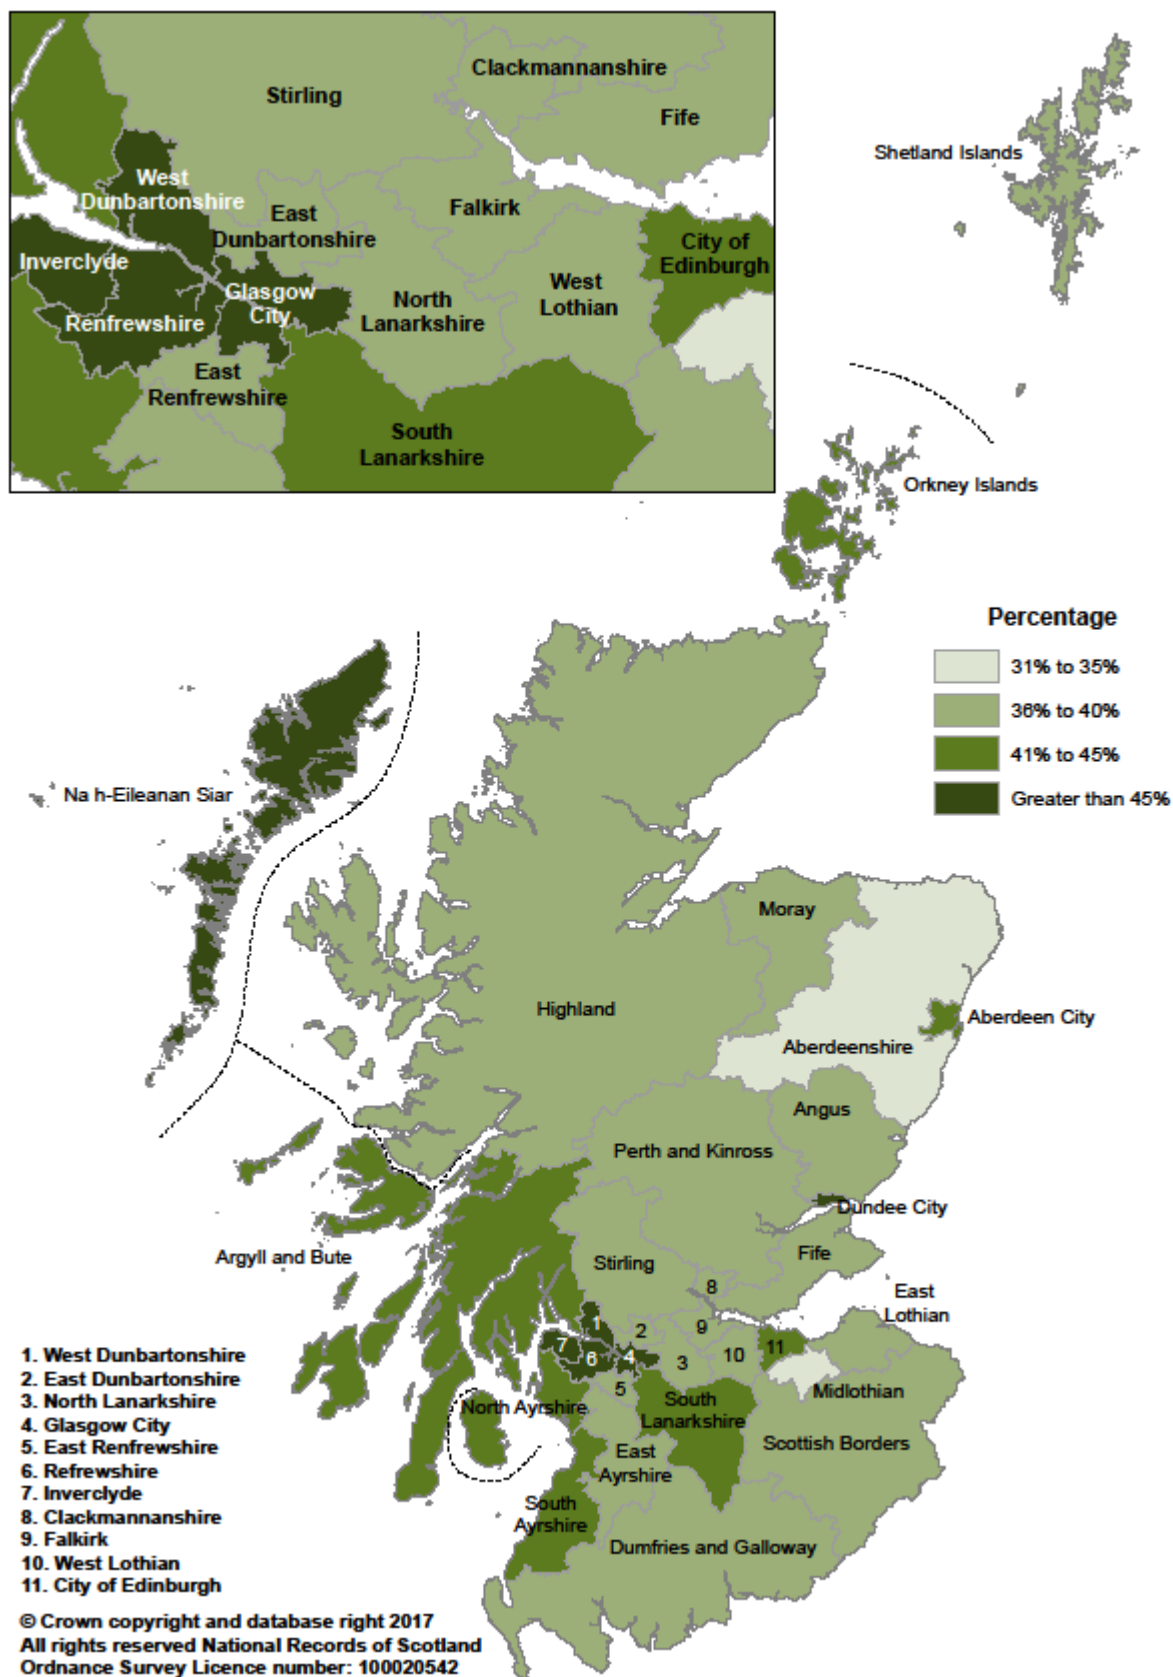 Stirling
Clackmannanshire
Fife
West
Dunbartonshire
East
Dunbartonshire
Falkirk
City of
Edinburgh
Inverclyde
Glasgow
City
Renfrewshire
North
Lanarkshire
West
Lothian
East
Renfrewshire
South
Lanarkshire
Shetland Islands
Orkney Islands
Percentage
31% to 35%
36% to 40%
41% to 45%
Greater than 45%
Na h-Eileanan Siar
Moray
Highland
Aberdeen City
Aberdeenshire
Angus
Perth and Kinross
Dundee City
Argyll and Bute
Stirling
Fife
8
East
Lothian
1
2
9
11
7
6
4
3
10
5
Midlothian
North Ayrshire
South
Lanarkshire
Scottish Borders
East
Ayrshire
South
Ayrshire
Dumfries and Galloway
1. West Dunbartonshire
2. East Dunbartonshire
3. North Lanarkshire
4. Glasgow City
5. East Renfrewshire
6. Refrewshire
7. Inverclyde
8. Clackmannanshire
9. Falkirk
10. West Lothian
11. City of Edinburgh
© Crown copyright and database right 2017
All rights reserved National Records of Scotland
Ordnance Survey Licence number: 100020542